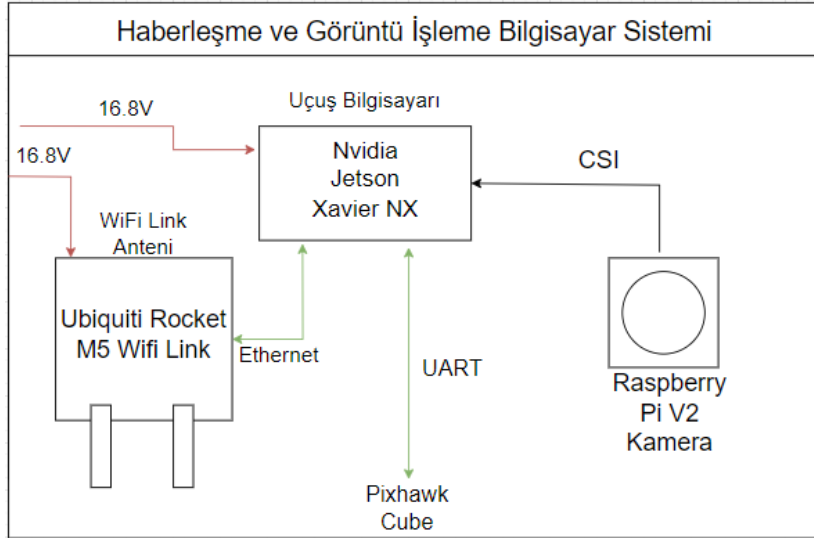 Haberleşme ve Görüntü İşleme Bilgisayar Sistemi
16.8V
Uçuş Bilgisayarı
16.8V
Nvidia
Jetson
Xavier NX
CSI
WiFi Link
Anteni
Ubiquiti Rocket
M5 Wifi Link
Ethernet
UART
Raspberry
Pi V2
Kamera
Pixhawk
Cube